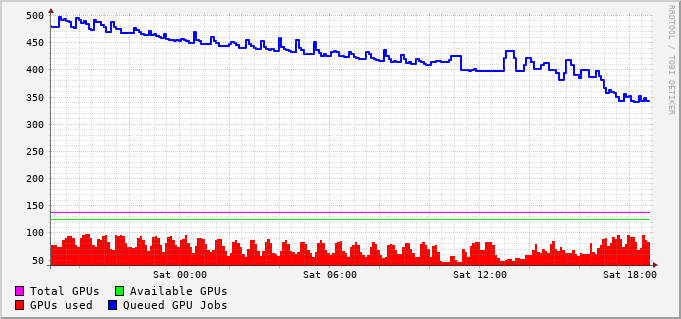 500
450
400
350
300
250
200
150
100
50
Sat 00:00 Sat 06:00 Sat 12:00 Sat 18:00
Total GPUs Available GPUs
GPUs used Queued GPU Jobs
RRDTOOL / TOBI OETIKER